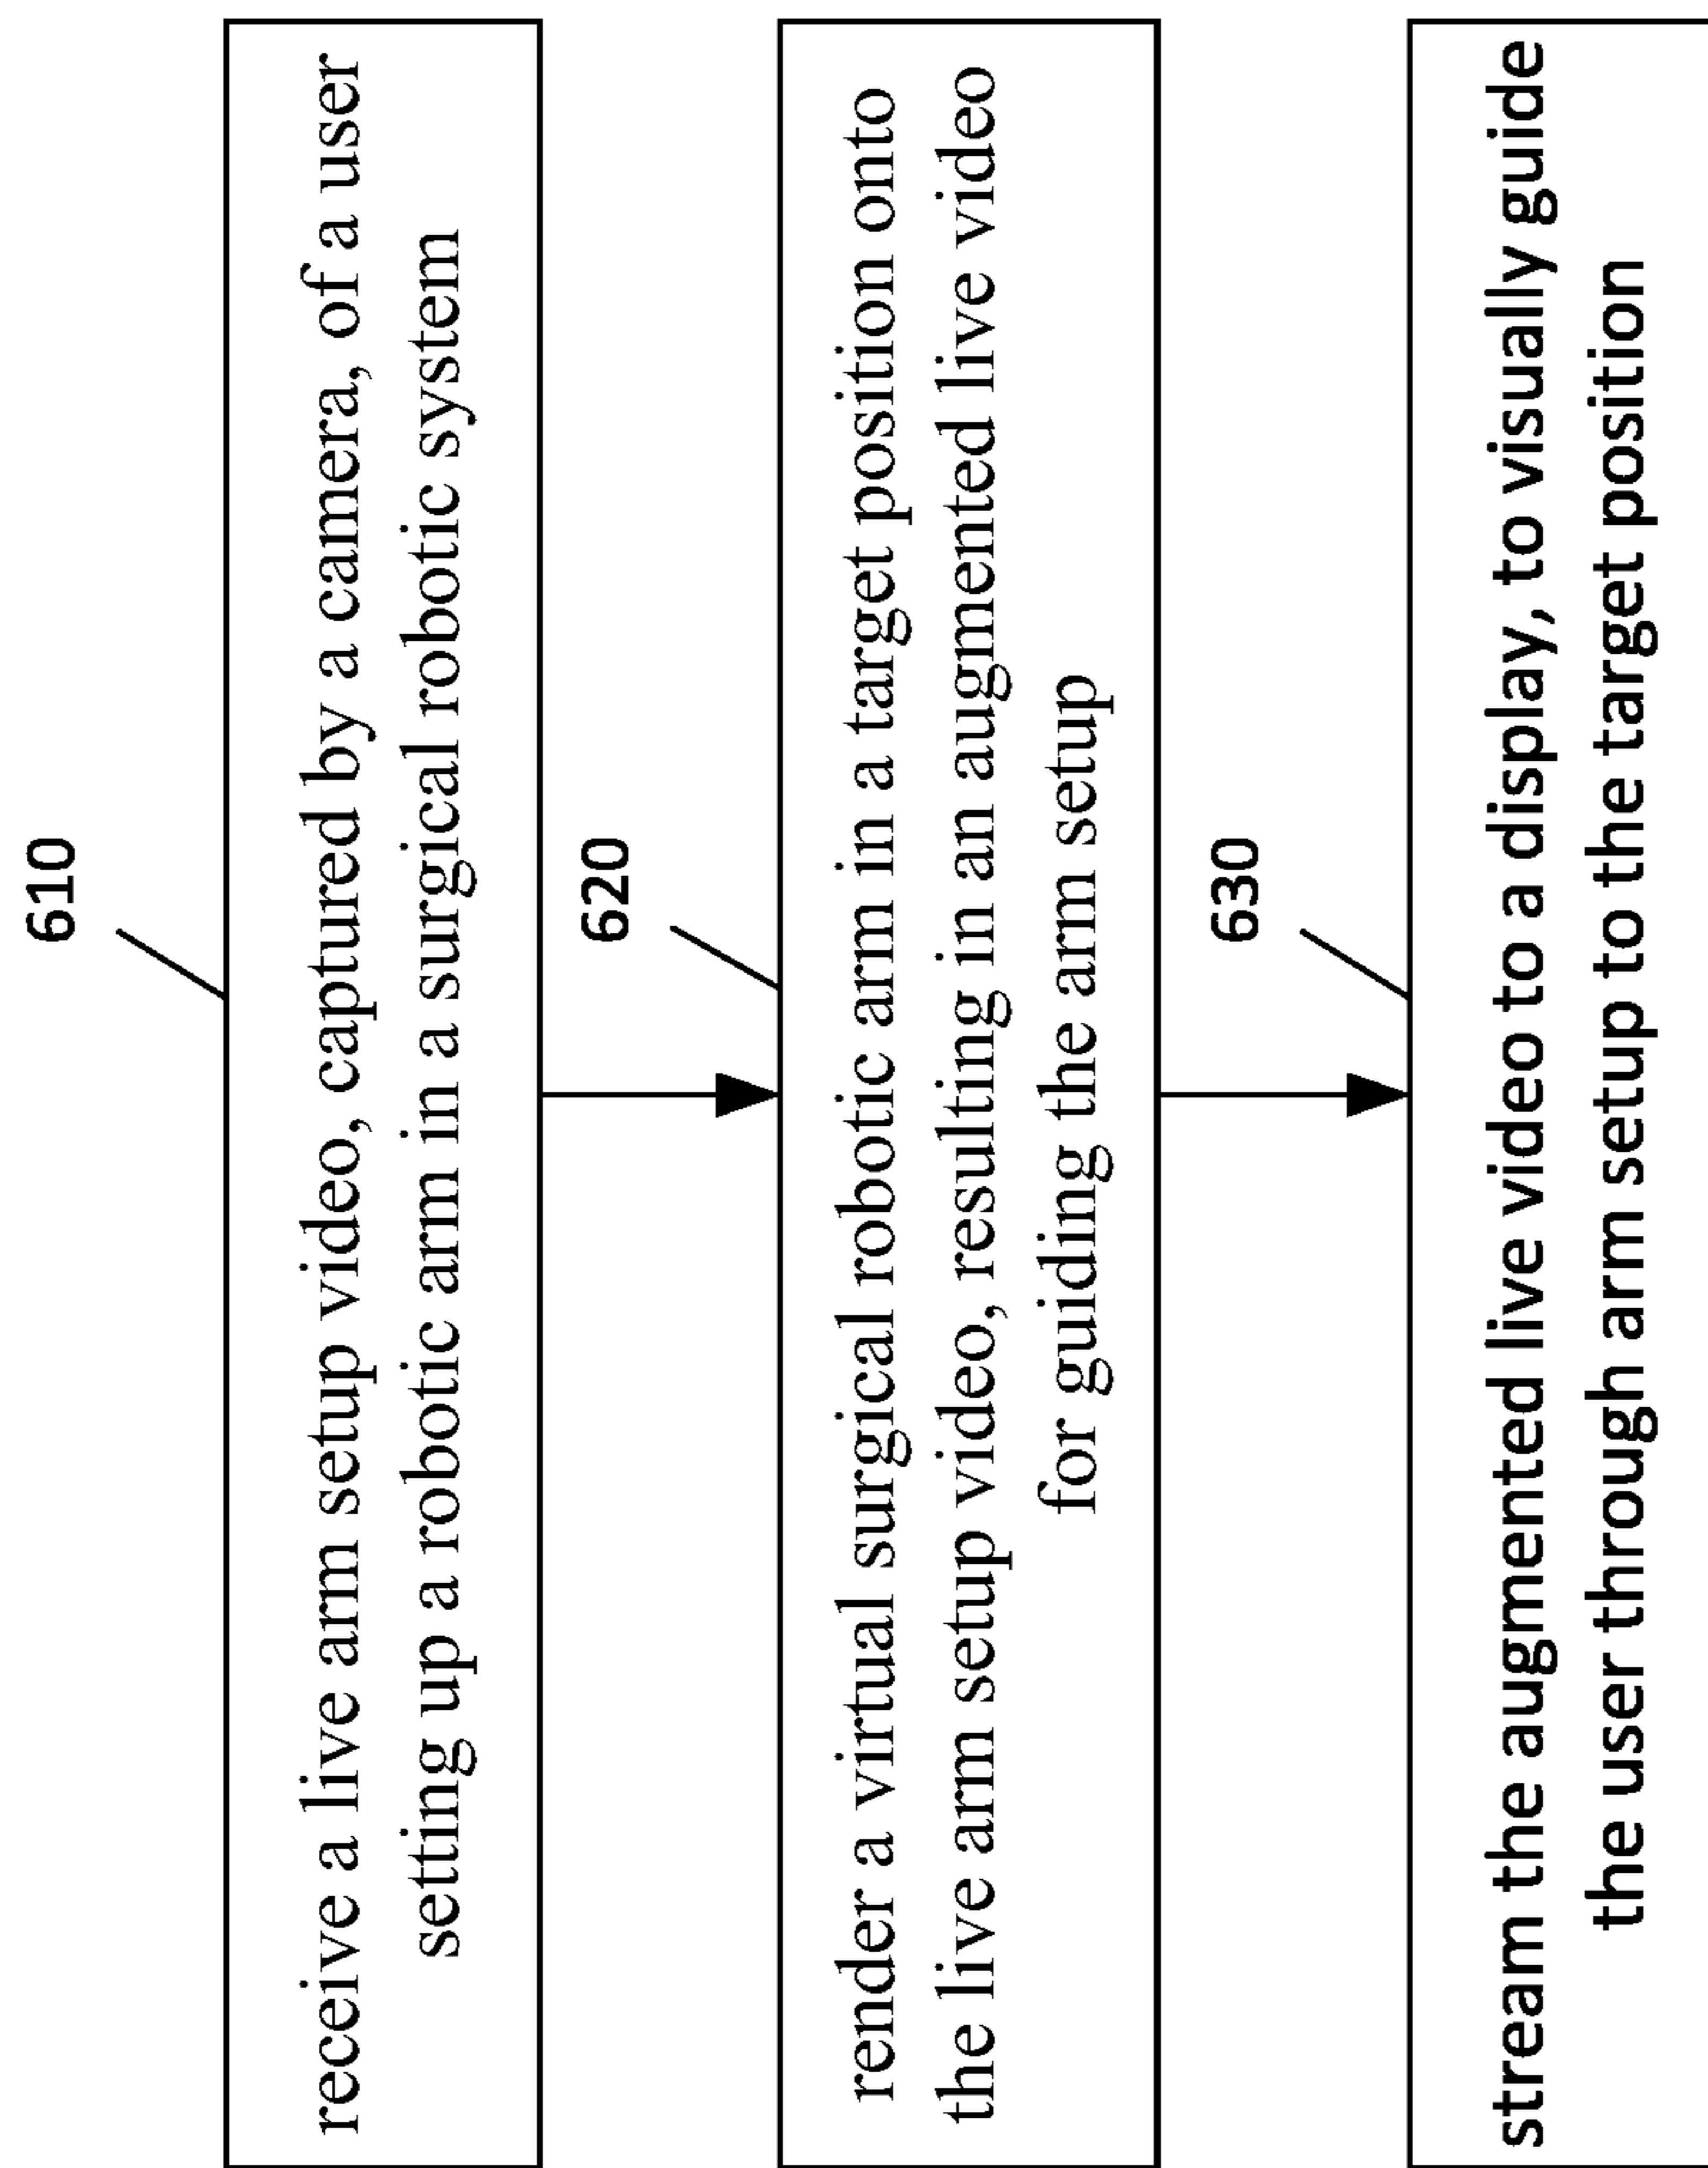 610
receive a live arm setup video, captured by a camera, of a user
setting up a robotic arm in a surgical robotic system
620
render a virtual surgical robotic arm in a target position onto
the live arm setup video, resulting in an augmented live video
for guiding the arm setup
630
stream the augmented live video to a display, to visually guide
the user through arm setup to the target position